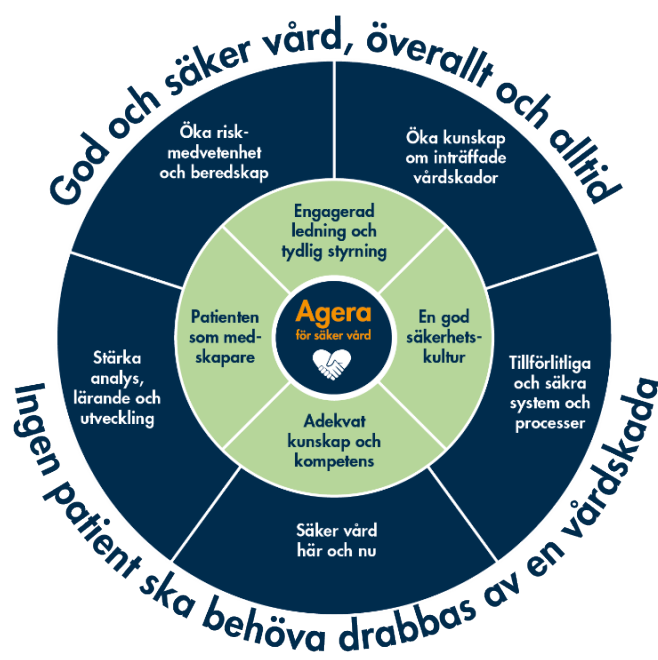 God och säker vård, överallt och alltid
Öka risk-
medvetenhet
och beredskap
Öka kunskap
om inträffade
vårdskador
Engagerad
ledning och
tydlig styrning
Patienten
som med-
skapare
Agera
för säker vård
En god
säkerhets-
kultur
Stärka
analys,
lärande och
utveckling
Tillförlitliga
och säkra
system och
processer
Adekvat
kunskap och
kompetens
Säker vård
här och nu
Ingen patient ska behöva drabbas av en vårdskada